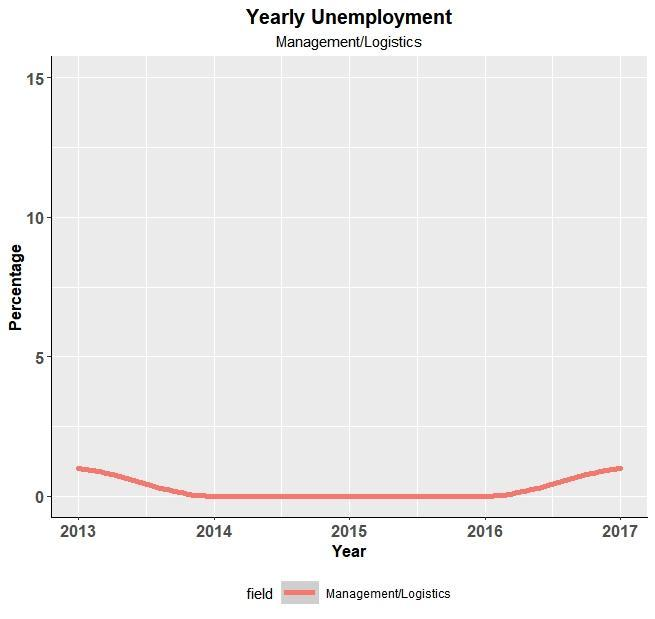 Yearly Unemployment
Management/Logistics
15
10
5
0
Percentage
2013 2014 2015 2016 2017
Year
field Management/Logistics